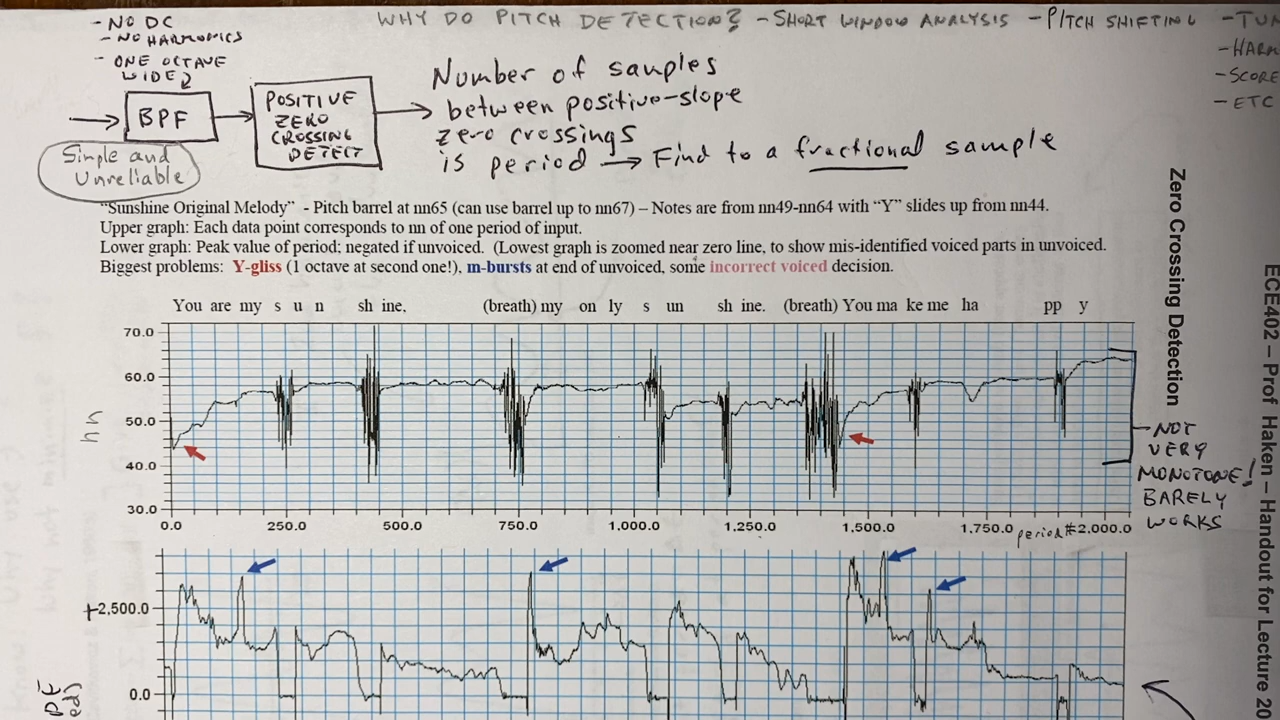 - NO DC
- NO HARMONICS
- ONE OCTAVE
WIDE
WHY DO PITCH DETECTION? - SHORT WINDOW ANALYSIS - PITCH SHIFTING
- SCORE
- ETC
BPF
POSITIVE
ZERO
CROSSING
DETECT
Number of samples
between positive-slope
zero crossings
is period → Find to a fractional sample
Simple and
Unreliable
"Sunshine Original Melody" - Pitch barrel at nn65 (can use barrel up to nn67) – Notes are from nn49-nn64 with "Y" slides up from nn44.
Upper graph: Each data point corresponds to nn of one period of input.
Lower graph: Peak value of period; negated if unvoiced. (Lowest graph is zoomed near zero line, to show mis-identified voiced parts in unvoiced.
Biggest problems: Y-gliss (1 octave at second one!), m-bursts at end of unvoiced, some incorrect voiced decision.
You are my s u n sh ine, (breath) my on ly s un sh ine. (breath) You ma ke me ha pp y
70.0
60.0
50.0
40.0
30.0
nn
0.0 250.0 500.0 750.0 1.000.0 1.250.0 1,500.0 1.750.0 period # 2,000.0
NOT
VERY
MONOTONE!
BARELY
WORKS
+2,500.0
0.0
Zero Crossing Detection
ECE402 – Prof Haken – Handout for Lecture 20